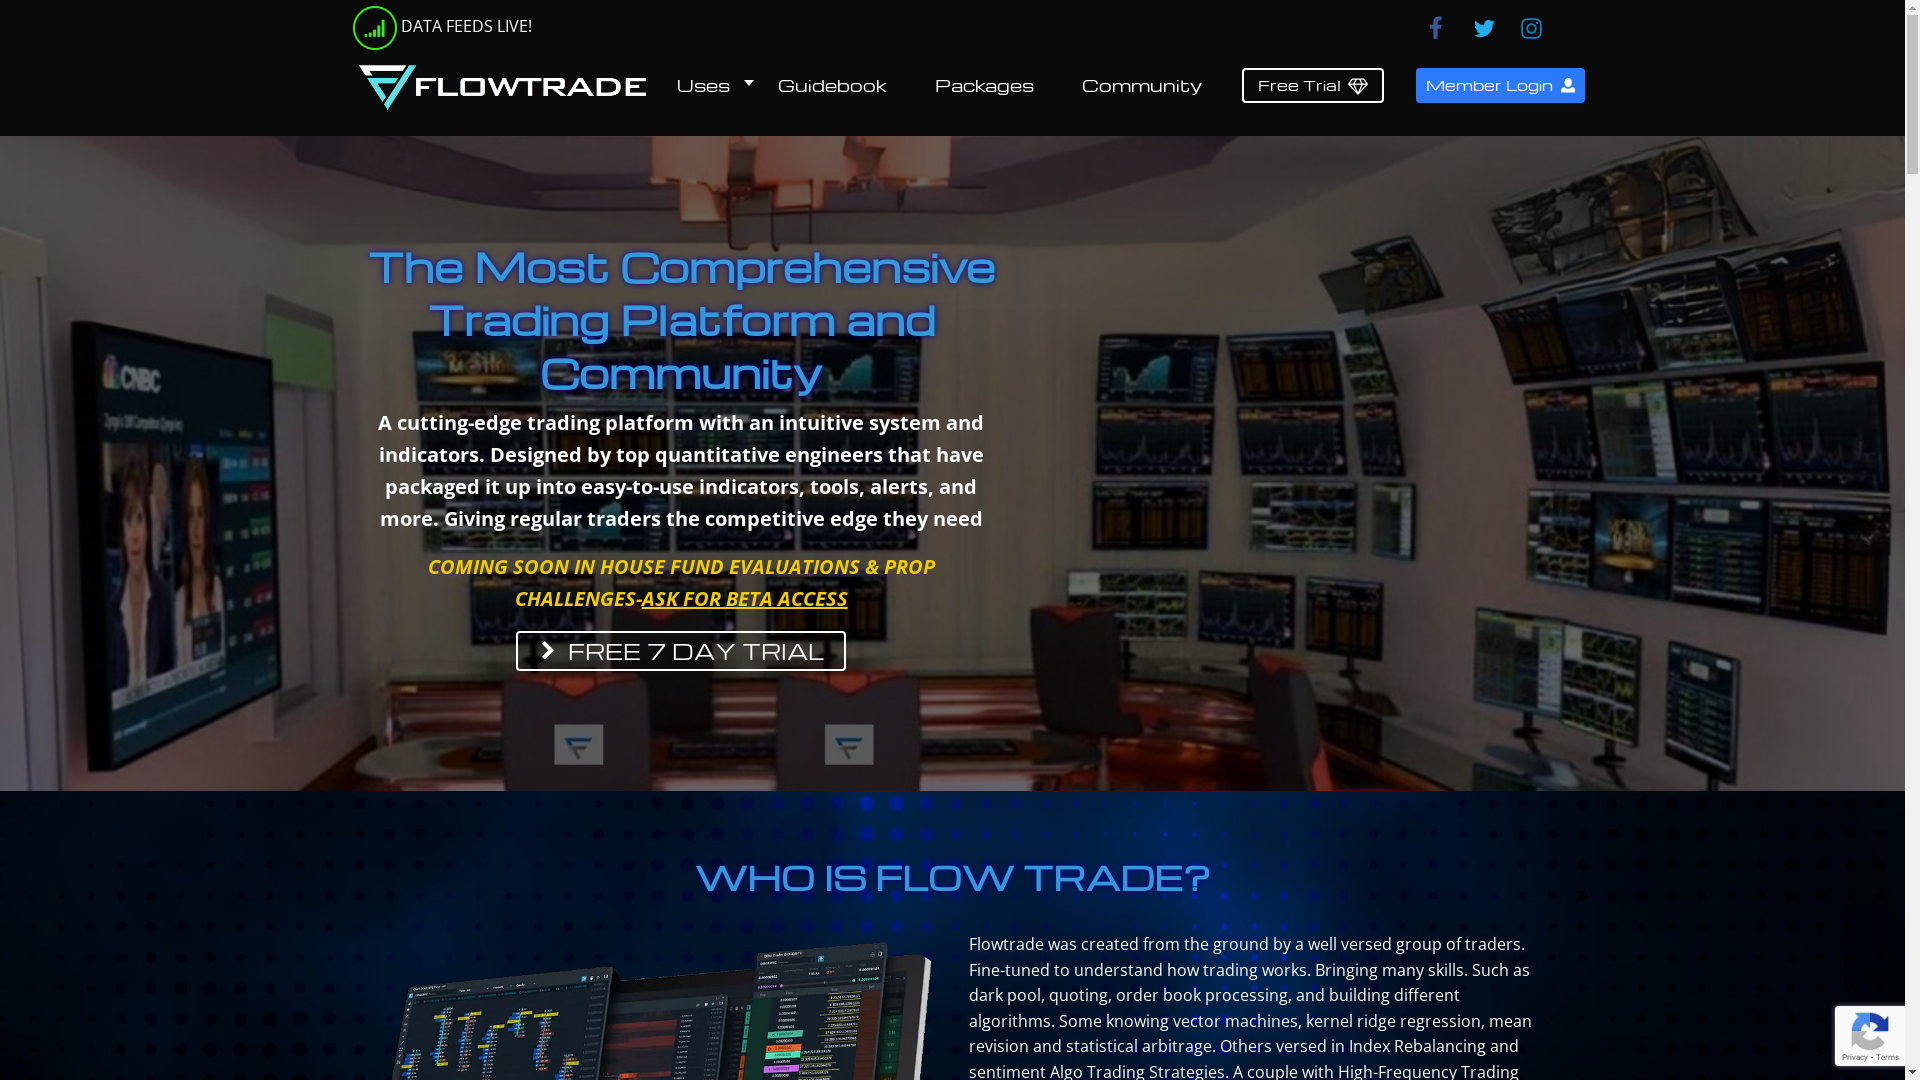 DATA FEEDS LIVE!
FLOWTRADE
Uses
Guidebook
Packages
Community
Free Trial
Member Login
CNBC
The Most Comprehensive
Trading Platform and
Community
A cutting-edge trading platform with an intuitive system and
indicators. Designed by top quantitative engineers that have
packaged it up into easy-to-use indicators, tools, alerts, and
more. Giving regular traders the competitive edge they need
COMING SOON IN HOUSE FUND EVALUATIONS & PROP
CHALLENGES-ASK FOR BETA ACCESS
FREE 7 DAY TRIAL
WHO IS FLOW TRADE?
Flowtrade was created from the ground by a well versed group of traders.
Fine-tuned to understand how trading works. Bringing many skills. Such as
dark pool, quoting, order book processing, and building different
algorithms. Some knowing vector machines, kernel ridge regression, mean
revision and statistical arbitrage. Others versed in Index Rebalancing and
sentiment Algo Trading Strategies. A couple with High-Frequency Trading
Privacy - Terms